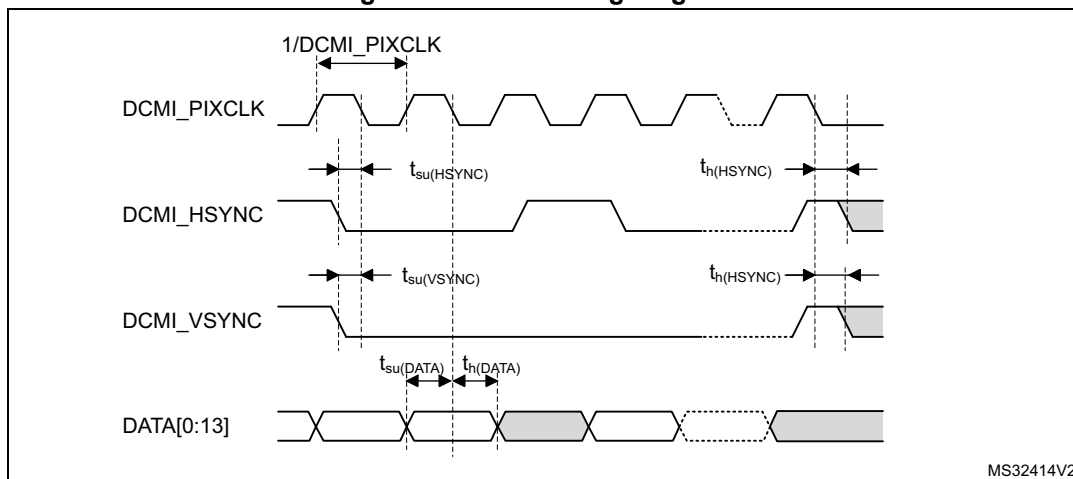 1/DCMI_PIXCLK
DCMI_PIXCLK
tsu(HSYNC)
th(HSYNC)
DCMI_HSYNC
tsu(VSYNC)
th(HSYNC)
DCMI_VSYNC
tsu(DATA) th(DATA)
DATA[0:13]
MS32414V2